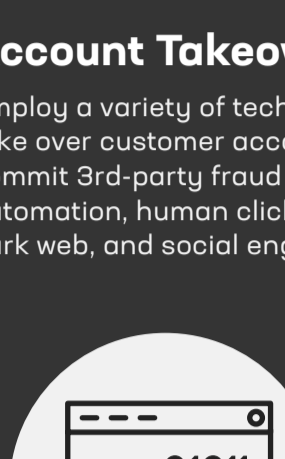 ccount Takeov
mploy a variety of tech
ke over customer acco
mmit 3rd-party fraud
utomation, human click
ark web, and social eng